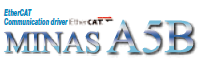 EtherCAT
Communication driver EtherCAT
MINAS A5B